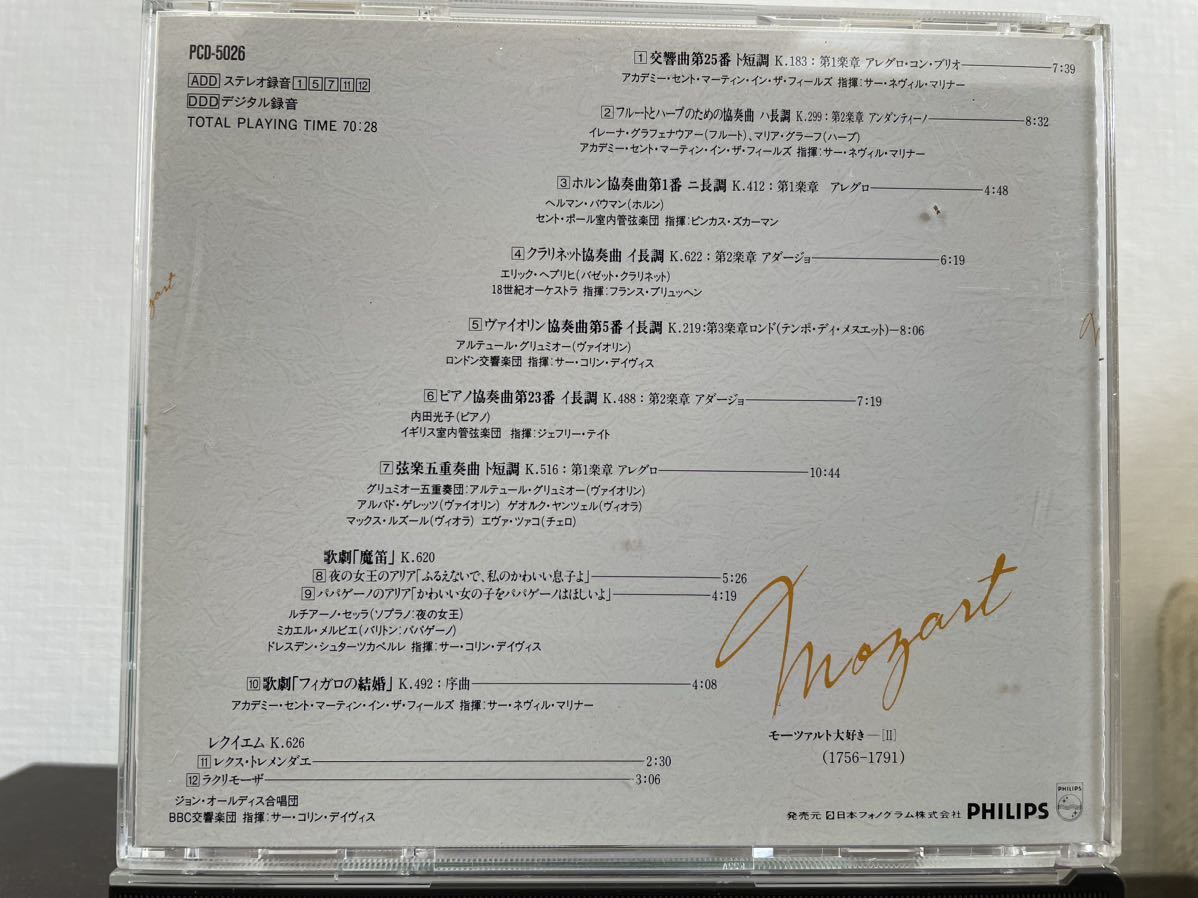 PCD-5026
ADD ステレオ録音 1 5 7 11 12
DDD デジタル録音
TOTAL PLAYING TIME 70:28
1 交響曲第25番 ト短調 K.183：第1楽章 アレグロ・コン・ブリオ 7:39
アカデミー・セント・マーティン・イン・ザ・フィールズ 指揮：サー・ネヴィル・マリナー
2 フルートとハープのための協奏曲 ハ長調 K.299：第2楽章 アンダンティーノ 8:32
イレーナ・グラフェナウアー(フルート)、マリア・グラーフ(ハープ)
アカデミー・セント・マーティン・イン・ザ・フィールズ 指揮：サー・ネヴィル・マリナー
3 ホルン協奏曲第1番 ニ長調 K.412：第1楽章 アレグロ 4:48
ヘルマン・バウマン(ホルン)
セント・ポール室内管弦楽団 指揮：ピンカス・ズカーマン
4 クラリネット協奏曲 イ長調 K.622：第2楽章 アダージョ 6:19
エリック・ヘプリヒ(バゼット・クラリネット)
18世紀オーケストラ 指揮：フランス・ブリュッヘン
5 ヴァイオリン協奏曲第5番 イ長調 K.219：第3楽章ロンド(テンポ・ディ・メヌエット) 8:06
アルテュール・グリュミオー(ヴァイオリン)
ロンドン交響楽団 指揮：サー・コリン・デイヴィス
6 ピアノ協奏曲第23番 イ長調 K.488：第2楽章 アダージョ 7:19
内田光子(ピアノ)
イギリス室内管弦楽団 指揮：ジェフリー・テイト
7 弦楽五重奏曲 ト短調 K.516：第1楽章 アレグロ 10:44
グリュミオー五重奏団：アルテュール・グリュミオー(ヴァイオリン)
アルパド・ゲレッツ(ヴァイオリン) ゲオルク・ヤンツェル(ヴィオラ)
マックス・ルズール(ヴィオラ) エヴァ・ツァコ(チェロ)
歌劇「魔笛」K.620
8 夜の女王のアリア「ふるえないで、私のかわいい息子よ」 5:26
9 パパゲーノのアリア「かわいい女の子をパパゲーノはほしいよ」 4:19
ルチアーノ・セッラ(ソプラノ：夜の女王)
ミカエル・メルビエ(バリトン：パパゲーノ)
ドレスデン・シュターツカペルレ 指揮：サー・コリン・デイヴィス
10 歌劇「フィガロの結婚」K.492：序曲 4:08
アカデミー・セント・マーティン・イン・ザ・フィールズ 指揮：サー・ネヴィル・マリナー
レクイエム K.626
11 レクス・トレメンダエ 2:30
12 ラクリモーザ 3:06
ジョン・オールディス合唱団
BBC交響楽団 指揮：サー・コリン・デイヴィス
Mozart
モーツァルト大好き—[II]
(1756-1791)
発売元 日本フォノグラム株式会社 PHILIPS
PHILIPS